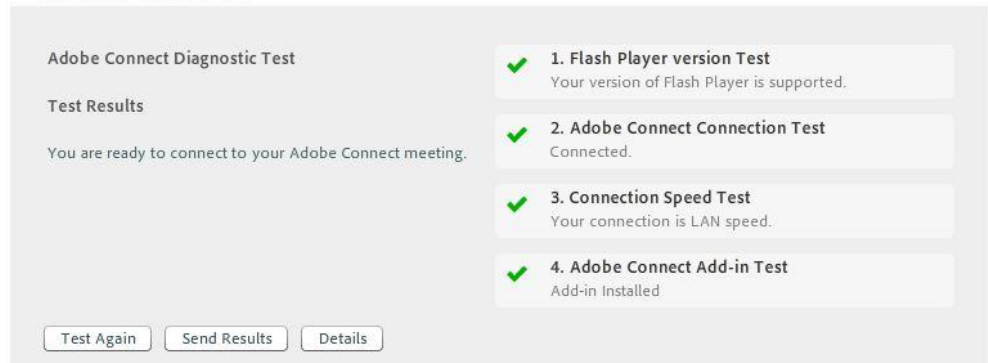 Adobe Connect Diagnostic Test
Test Results
You are ready to connect to your Adobe Connect meeting.
1. Flash Player version Test
Your version of Flash Player is supported.
2. Adobe Connect Connection Test
Connected.
3. Connection Speed Test
Your connection is LAN speed.
4. Adobe Connect Add-in Test
Add-in Installed
Test Again
Send Results
Details